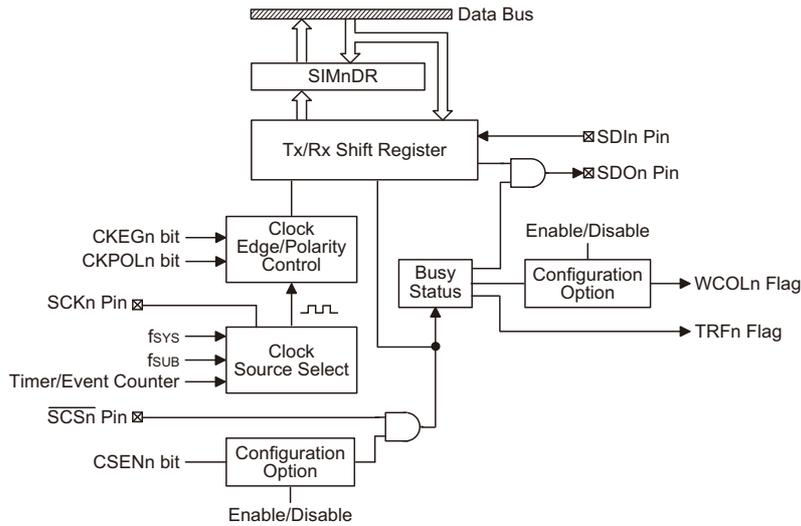 Data Bus
SIMnDR
Tx/Rx Shift Register
SDIn Pin
SDOn Pin
CKEGn bit
CKPOLn bit
Clock
Edge/Polarity
Control
Enable/Disable
Busy
Status
Configuration
Option
WCOLn Flag
SCKn Pin
TRFn Flag
fSYS
fSUB
Timer/Event Counter
Clock
Source Select
SCSn Pin
CSENn bit
Configuration
Option
Enable/Disable